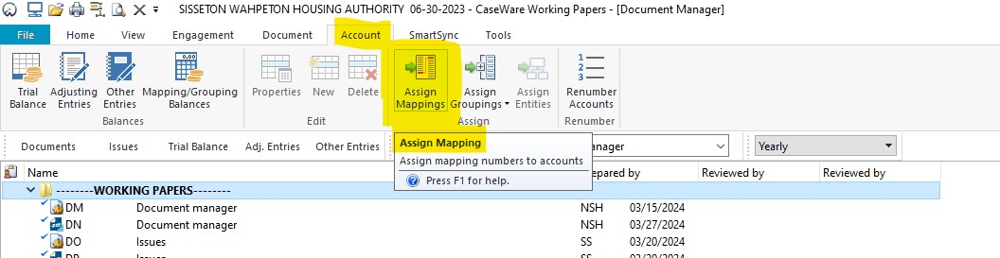 SISSETON WAHPETON HOUSING AUTHORITY 06-30-2023 - CaseWare Working Papers - [Document Manager]
File Home Engagement Document Account SmartSync Tools
Trial Balance
Adjusting Entries
Other Entries
Mapping/Grouping Balances
Properties
New
Delete
Assign Mappings
Assign Groupings
Assign Entities
Renumber Accounts
Balances Edit Assign Renumber
Documents Issues Trial Balance Adj. Entries Other Entries
Assign Mapping
Assign mapping numbers to accounts
Press F1 for help.
anager
Yearly
Name epared by Reviewed by Reviewed by
--------WORKING PAPERS--------
DM Document manager NSH 03/15/2024
DN Document manager NSH 03/27/2024
DO Issues SS 03/20/2024
DP Issues SS 03/20/2024